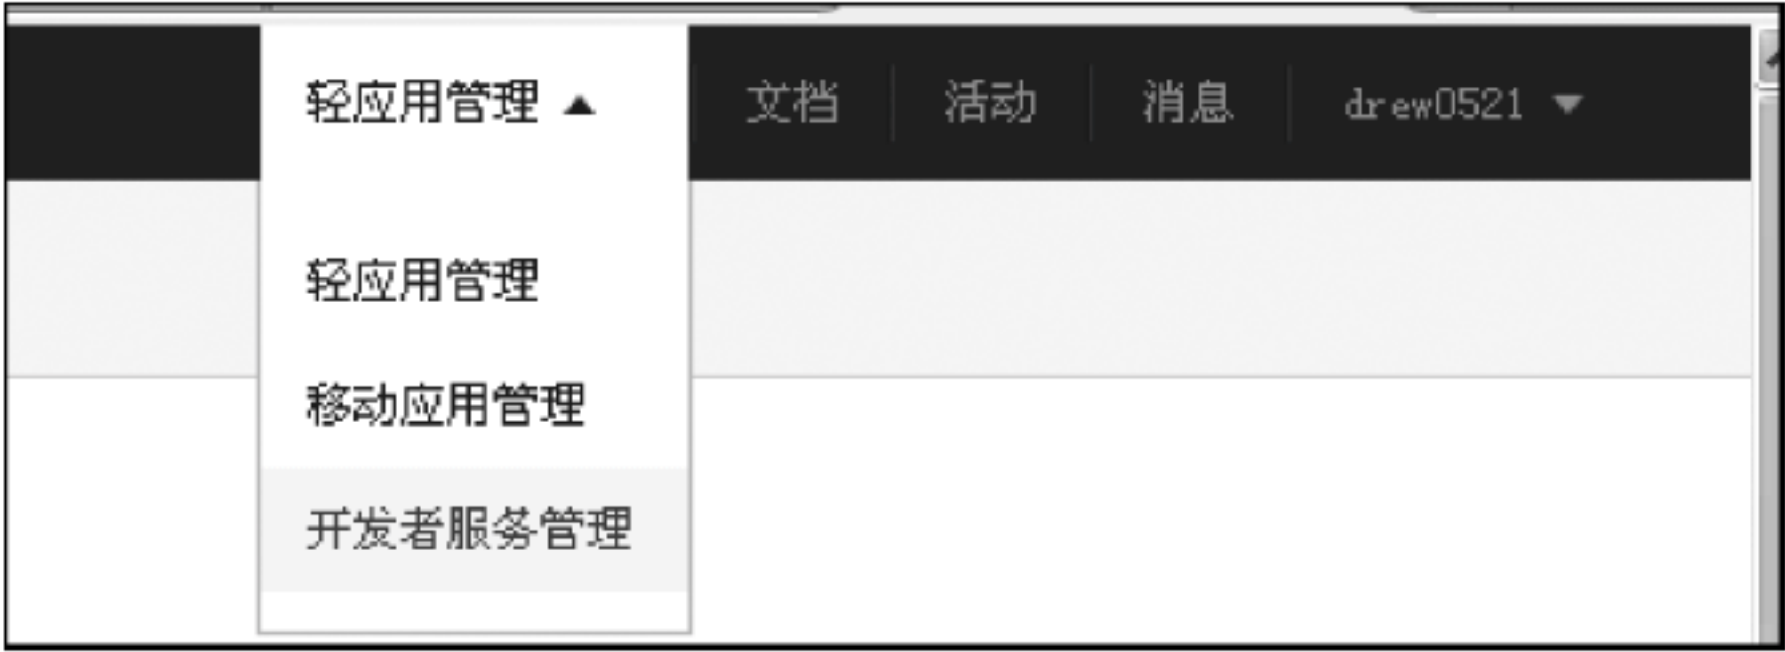 轻应用管理 ▲ 文档 活动 消息 drew0521 ▼
轻应用管理
移动应用管理
开发者服务管理